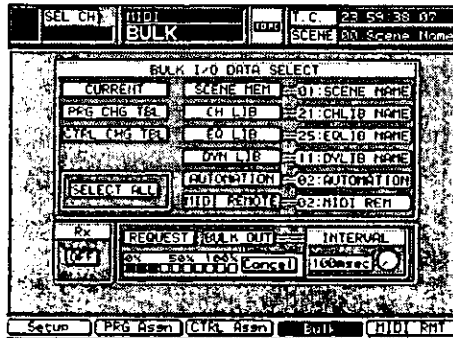 SEL CH MIDI T.C. 23 59 38 07
BULK SCENE 00.Scene Name
BULK I/O DATA SELECT
CURRENT SCENE MEM 01:SCENE NAME
PRG CHG TBL CH LIB 21:CHLIB NAME
CTRL CHG TBL EQ LIB 25:EQLIB NAME
DYN LIB 11:DYLIB NAME
AUTOMATION 02:AUTOMATION
SELECT ALL MIDI REMOTE 02:MIDI REM
Rx REQUEST BULK OUT INTERVAL
OFF 0% 50% 100% Cancel 100msec
Setup PRG Assn CTRL Assn Bulk MIDI RMT